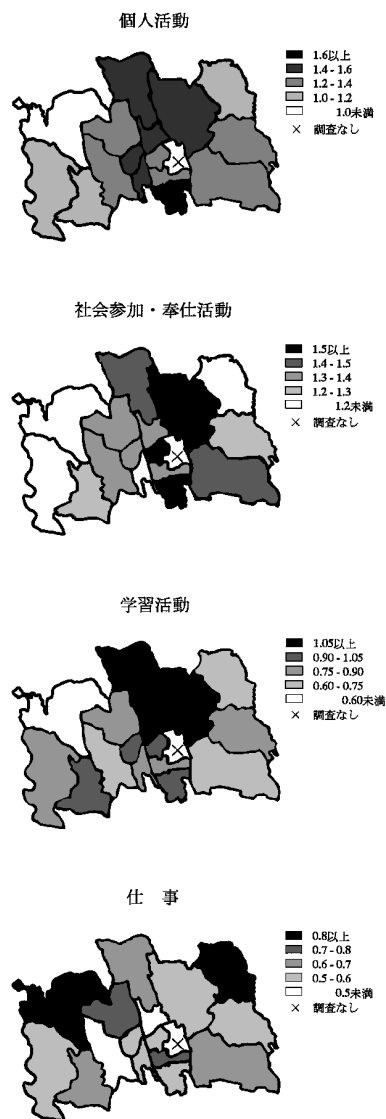 個人活動
1.6以上
1.4 - 1.6
1.2 - 1.4
1.0 - 1.2
1.0未満
× 調査なし
社会参加・奉仕活動
1.5以上
1.4 - 1.5
1.3 - 1.4
1.2 - 1.3
1.2未満
× 調査なし
学習活動
1.05以上
0.90 - 1.05
0.75 - 0.90
0.60 - 0.75
0.60未満
× 調査なし
仕 事
0.8以上
0.7 - 0.8
0.6 - 0.7
0.5 - 0.6
0.5未満
× 調査なし